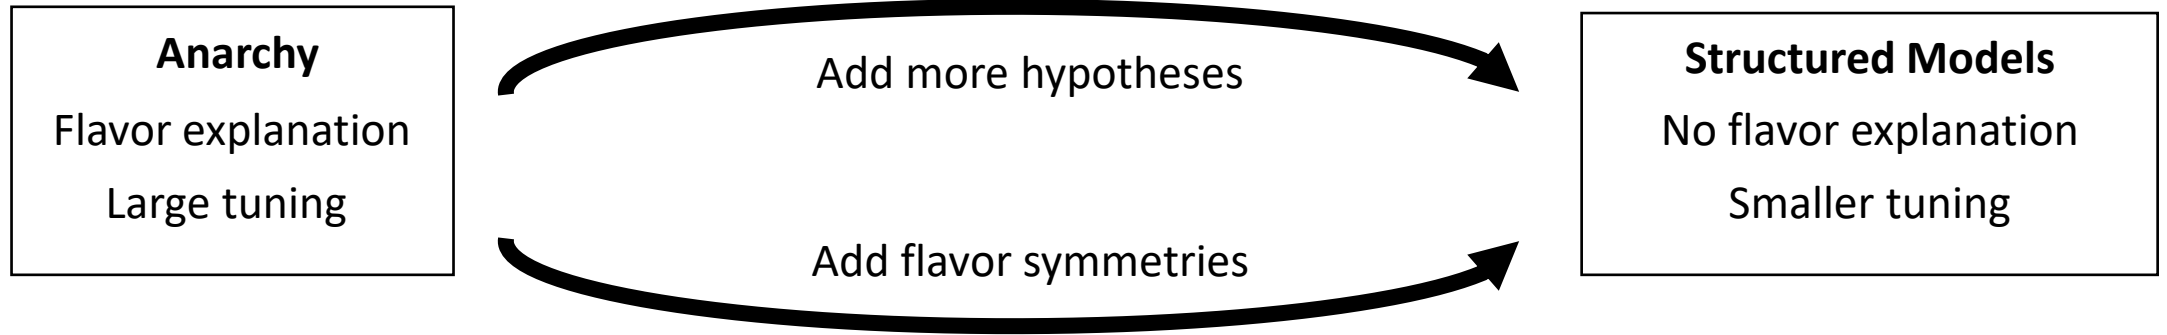 Anarchy
Flavor explanation
Large tuning
Add more hypotheses
Add flavor symmetries
Structured Models
No flavor explanation
Smaller tuning